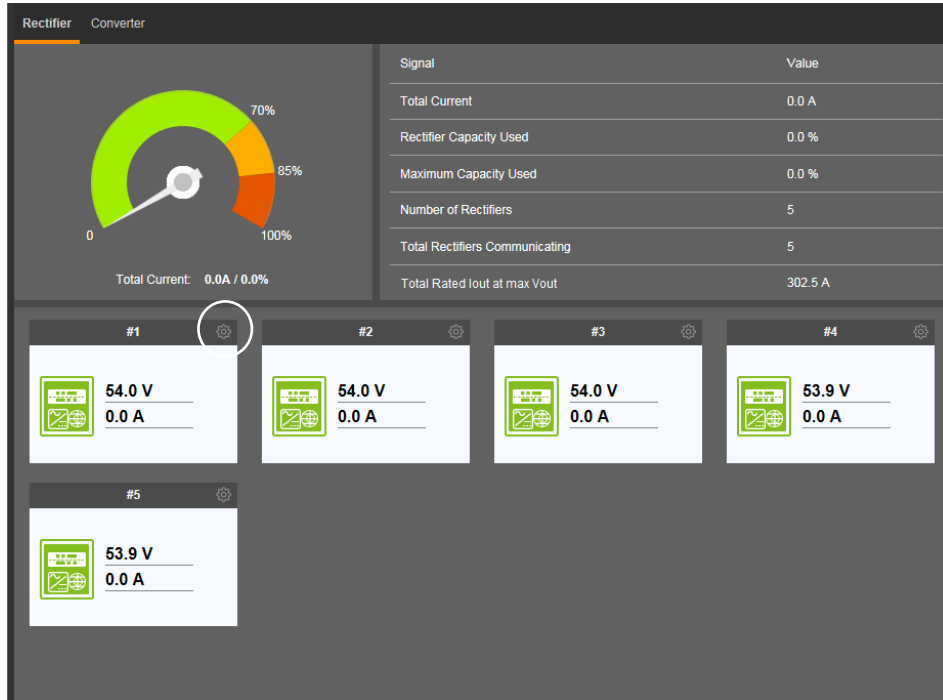 Rectifier Converter
Signal Value
70%
Total Current 0.0 A
Rectifier Capacity Used 0.0 %
85%
Maximum Capacity Used 0.0 %
Number of Rectifiers 5
0 100%
Total Rectifiers Communicating 5
Total Current: 0.0A / 0.0%
Total Rated Iout at max Vout 302.5 A
#1 #2 #3 #4
54.0 V 54.0 V 54.0 V 53.9 V
0.0 A 0.0 A 0.0 A 0.0 A
#5
53.9 V
0.0 A